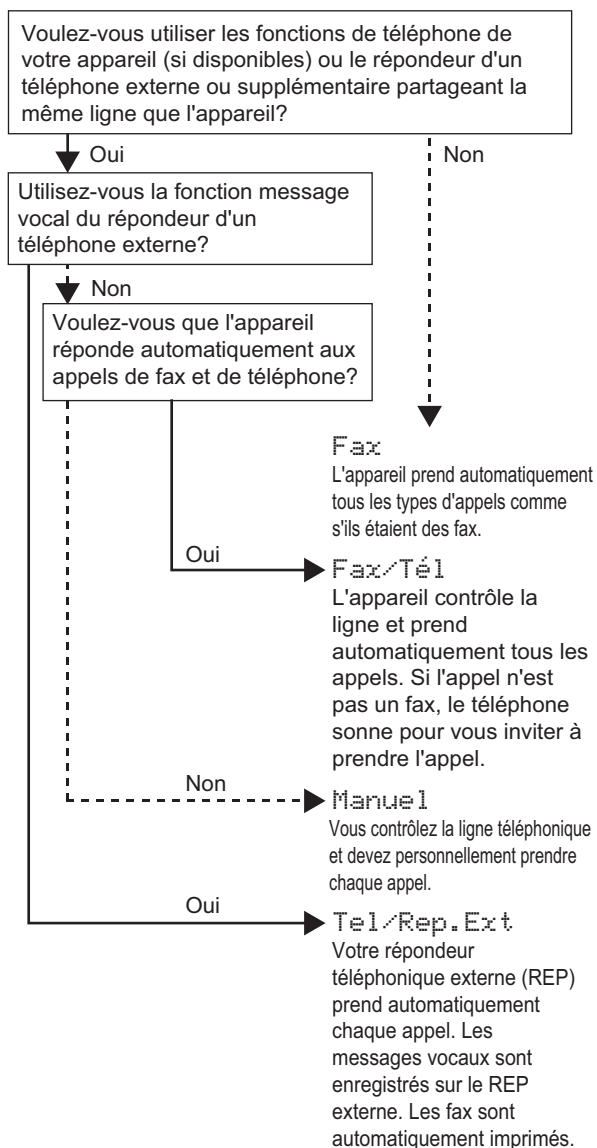 Voulez-vous utiliser les fonctions de téléphone de
votre appareil (si disponibles) ou le répondeur d'un
téléphone externe ou supplémentaire partageant la
même ligne que l'appareil?
Oui
Non
Utilisez-vous la fonction message
vocal du répondeur d'un
téléphone externe?
Non
Voulez-vous que l'appareil
réponde automatiquement aux
appels de fax et de téléphone?
Fax
L'appareil prend automatiquement
tous les types d'appels comme
s'ils étaient des fax.
Oui
Fax/Tél
L'appareil contrôle la
ligne et prend
automatiquement tous les
appels. Si l'appel n'est
pas un fax, le téléphone
sonne pour vous inviter à
prendre l'appel.
Non
Manuel
Vous contrôlez la ligne téléphonique
et devez personnellement prendre
chaque appel.
Oui
Tel/Rep.Ext
Votre répondeur
téléphonique externe (REP)
prend automatiquement
chaque appel. Les
messages vocaux sont
enregistrés sur le REP
externe. Les fax sont
automatiquement imprimés.